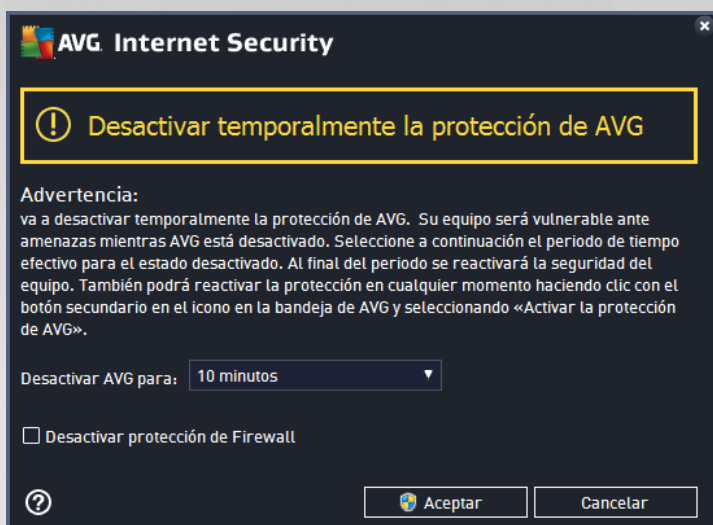 AVG. Internet Security
Desactivar temporalmente la protección de AVG
Advertencia:
va a desactivar temporalmente la protección de AVG. Su equipo será vulnerable ante
amenazas mientras AVG está desactivado. Seleccione a continuación el periodo de tiempo
efectivo para el estado desactivado. Al final del periodo se reactivará la seguridad del
equipo. También podrá reactivar la protección en cualquier momento haciendo clic con el
botón secundario en el icono en la bandeja de AVG y seleccionando «Activar la protección
de AVG».
Desactivar AVG para: 10 minutos
Desactivar protección de Firewall
Aceptar Cancelar